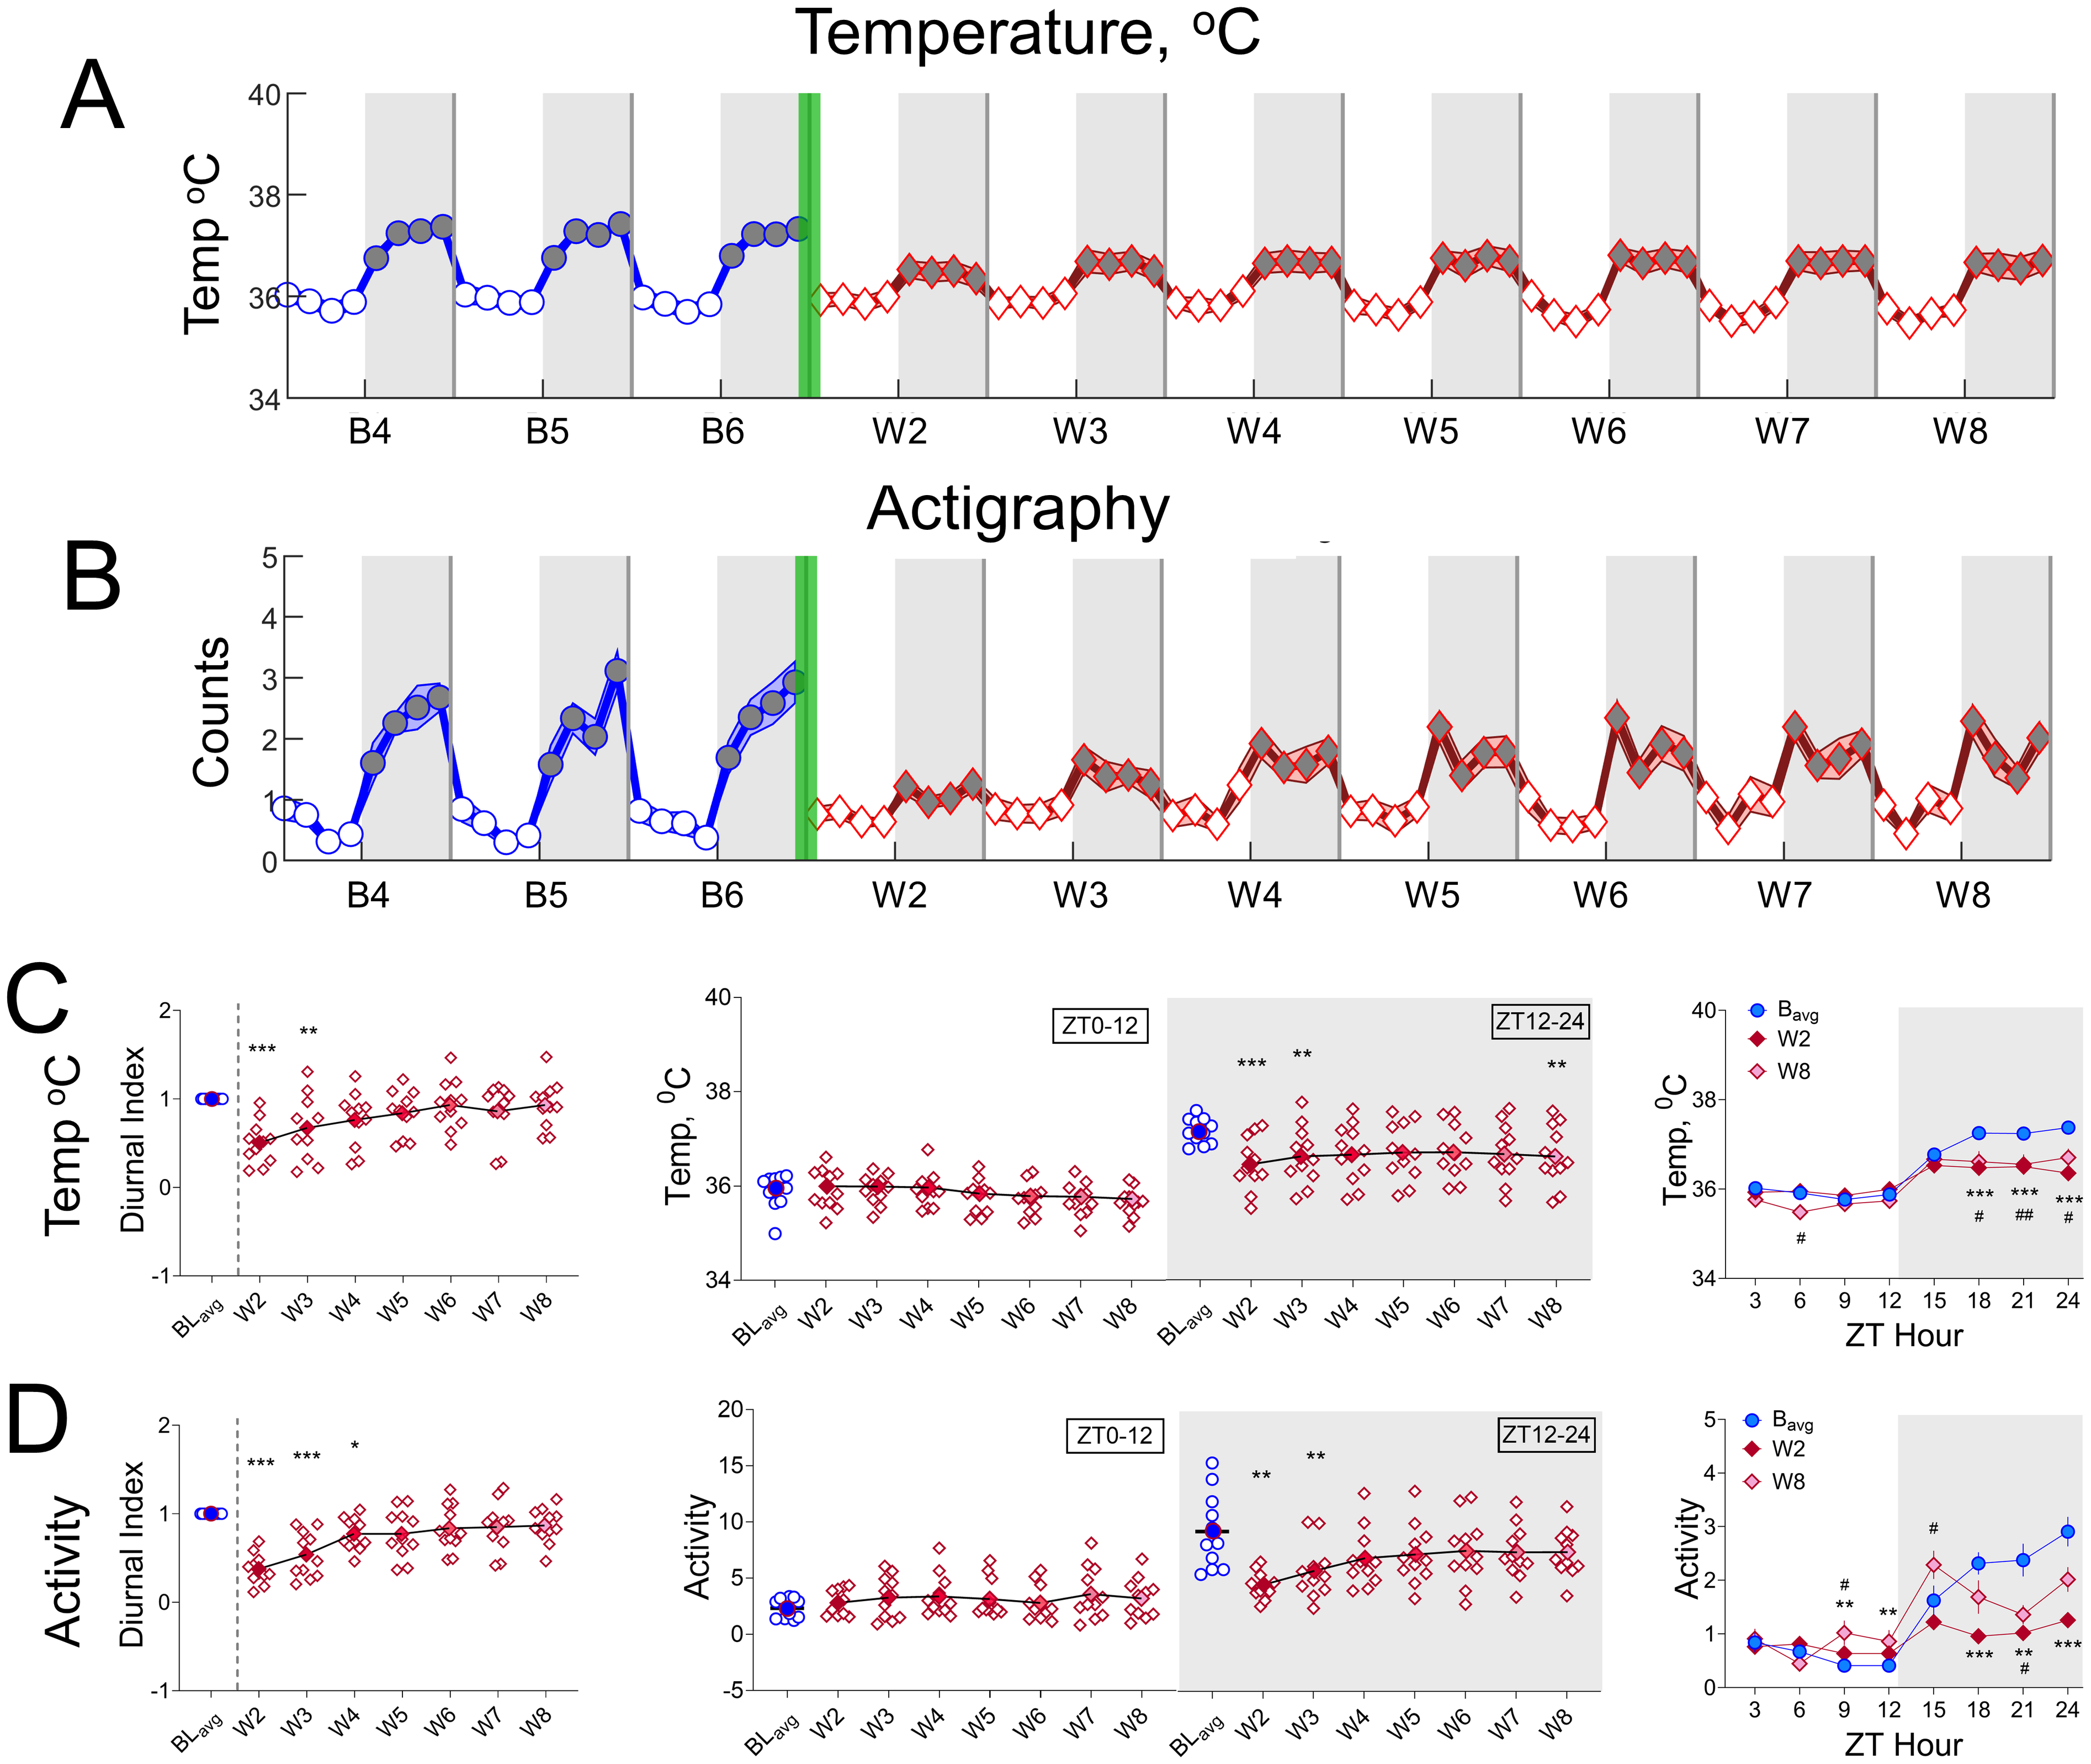 Temperature, ⁰C
A
Temp ⁰C
40
38
36
34
B4 B5 B6 W2 W3 W4 W5 W6 W7 W8
Actigraphy
B
Counts
5
4
3
2
1
0
B4 B5 B6 W2 W3 W4 W5 W6 W7 W8
C
Temp ⁰C
Diurnal Index
2
1
0
-1
*** **
BLavg W2 W3 W4 W5 W6 W7 W8
Temp, ⁰C
40
38
36
34
ZT0-12
BLavg W2 W3 W4 W5 W6 W7 W8
ZT12-24
*** ** **
BLavg W2 W3 W4 W5 W6 W7 W8
Temp, ⁰C
40
38
36
34
Bavg
W2
W8
*** *** ***
# ## #
#
3 6 9 12 15 18 21 24
ZT Hour
D
Activity
Diurnal Index
2
1
0
-1
*** *** *
BLavg W2 W3 W4 W5 W6 W7 W8
Activity
20
15
10
5
0
-5
ZT0-12
BLavg W2 W3 W4 W5 W6 W7 W8
ZT12-24
** **
BLavg W2 W3 W4 W5 W6 W7 W8
Activity
5
4
3
2
1
0
Bavg
W2
W8
#
#
** **
*** ** ***
#
3 6 9 12 15 18 21 24
ZT Hour